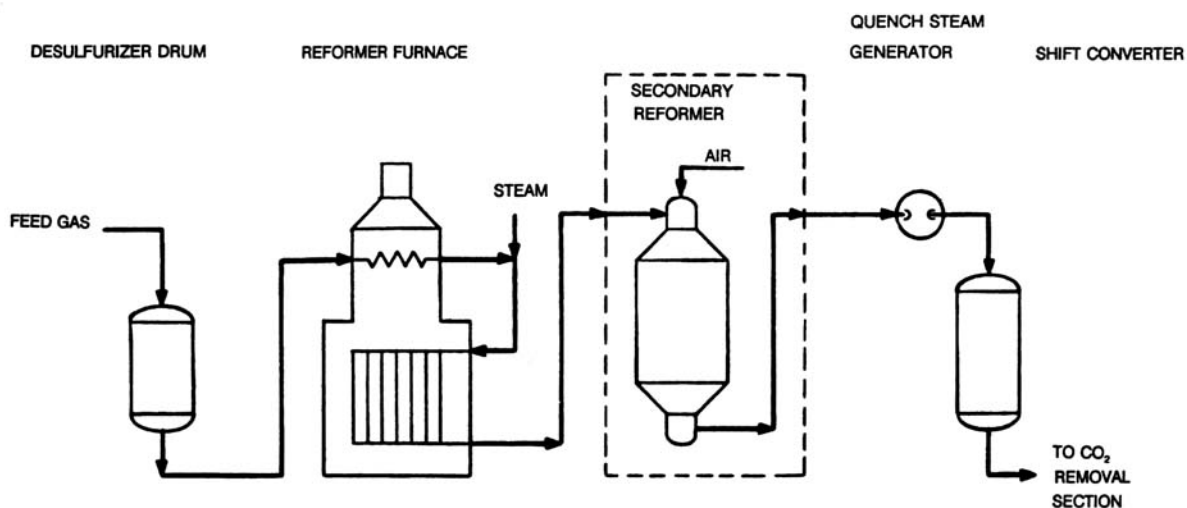 QUENCH STEAM
GENERATOR
DESULFURIZER DRUM
REFORMER FURNACE
SHIFT CONVERTER
SECONDARY
REFORMER
AIR
STEAM
FEED GAS
TO CO₂
REMOVAL
SECTION